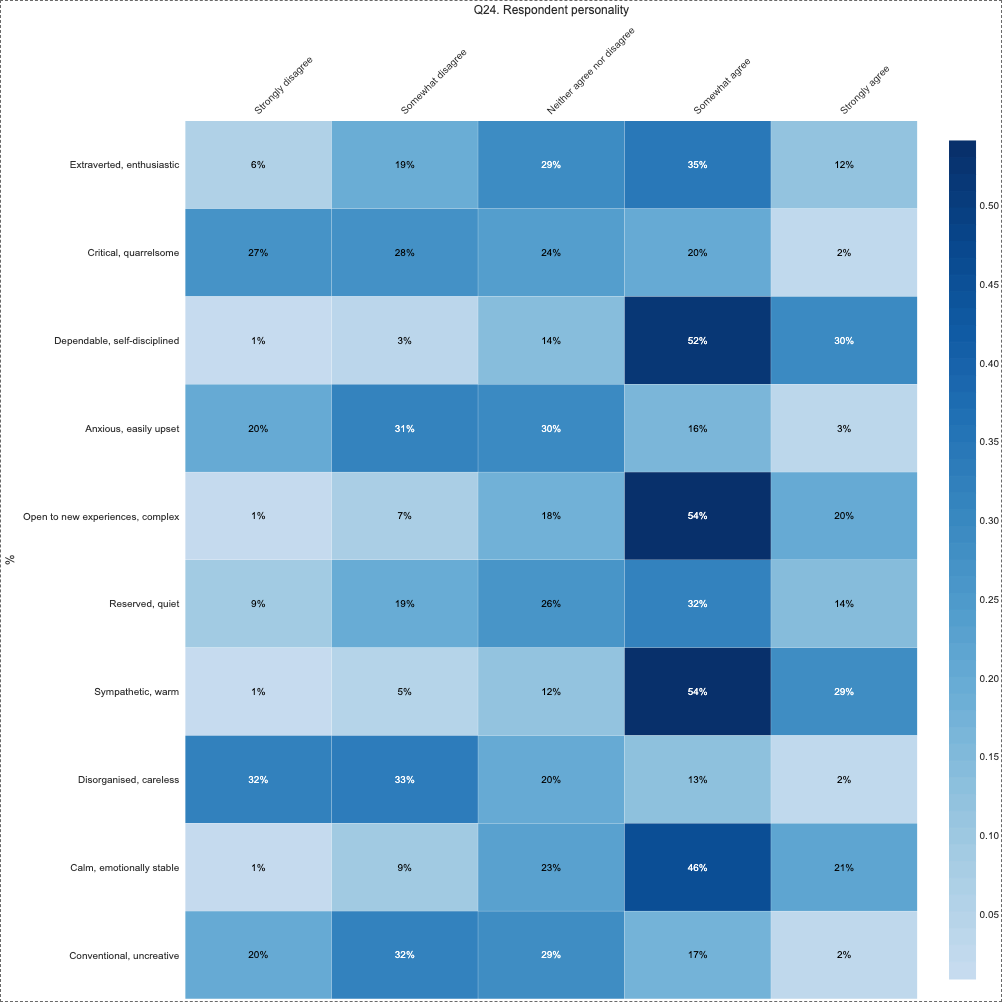 Q24. Respondent personality
Strongly disagree
Somewhat disagree
Neither agree nor disagree
Somewhat agree
Strongly agree
Extraverted, enthusiastic 6% 19% 29% 35% 12%
Critical, quarrelsome 27% 28% 24% 20% 2%
Dependable, self-disciplined 1% 3% 14% 52% 30%
Anxious, easily upset 20% 31% 30% 16% 3%
Open to new experiences, complex 1% 7% 18% 54% 20%
%
Reserved, quiet 9% 19% 26% 32% 14%
Sympathetic, warm 1% 5% 12% 54% 29%
Disorganised, careless 32% 33% 20% 13% 2%
Calm, emotionally stable 1% 9% 23% 46% 21%
Conventional, uncreative 20% 32% 29% 17% 2%
0.50
0.45
0.40
0.35
0.30
0.25
0.20
0.15
0.10
0.05